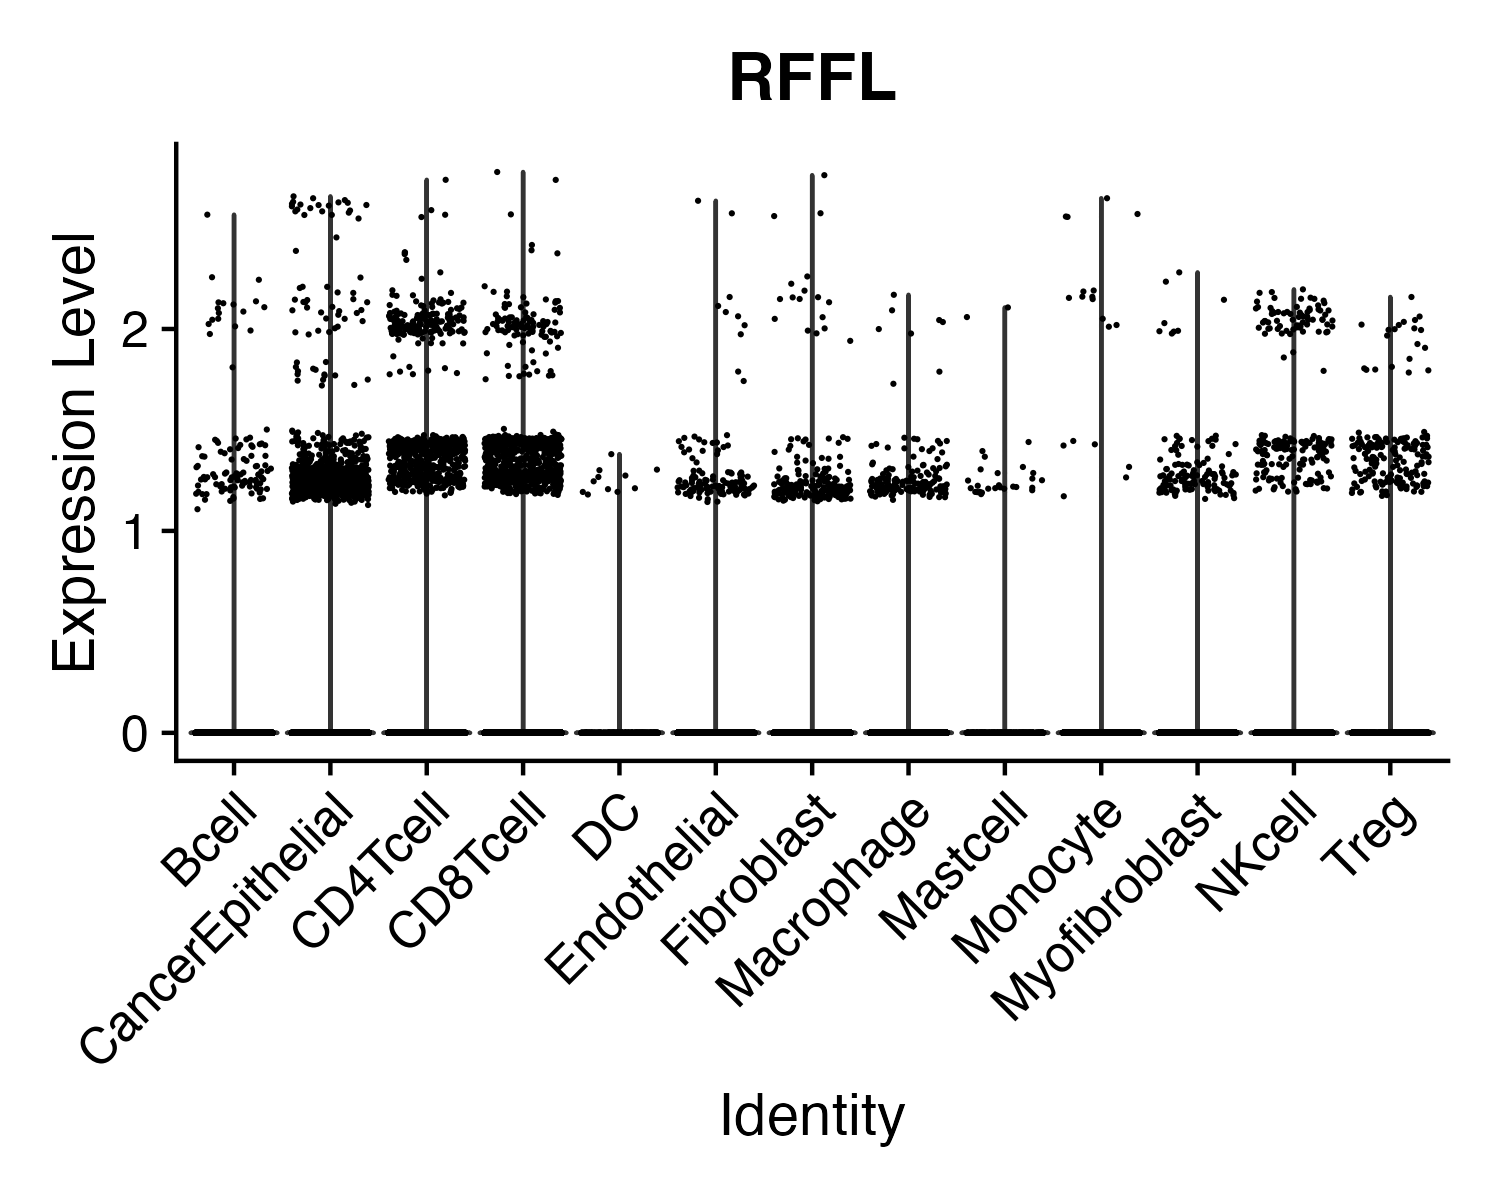 RFFL
Expression Level
2
1
0
Bcell
CancerEpithelial
CD4Tcell
CD8Tcell
DC
Endothelial
Fibroblast
Macrophage
Mastcell
Monocyte
Myofibroblast
NKcell
Treg
Identity